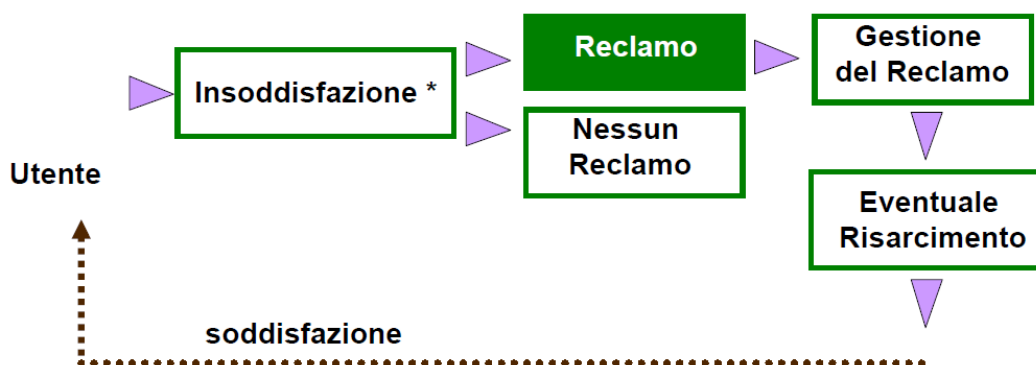 Reclamo
Gestione
del Reclamo
Insoddisfazione *
Nessun
Reclamo
Utente
Eventuale
Risarcimento
soddisfazione